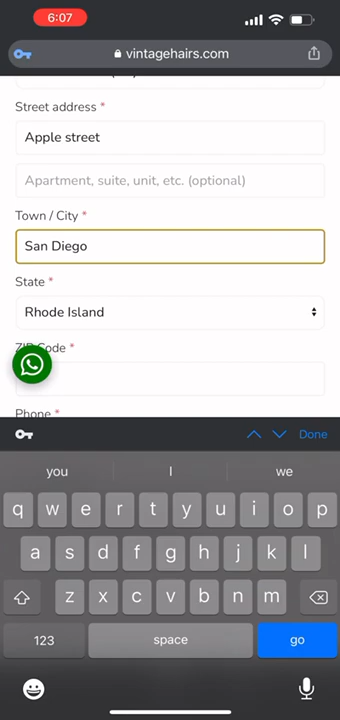 6:07
vintagehairs.com
Street address *
Apple street
Apartment, suite, unit, etc. (optional)
Town / City *
San Diego
State *
Rhode Island
ZIP Code *
Phone *
Done
you I we
q w e r t y u i o p
a s d f g h j k l
z x c v b n m
123 space go